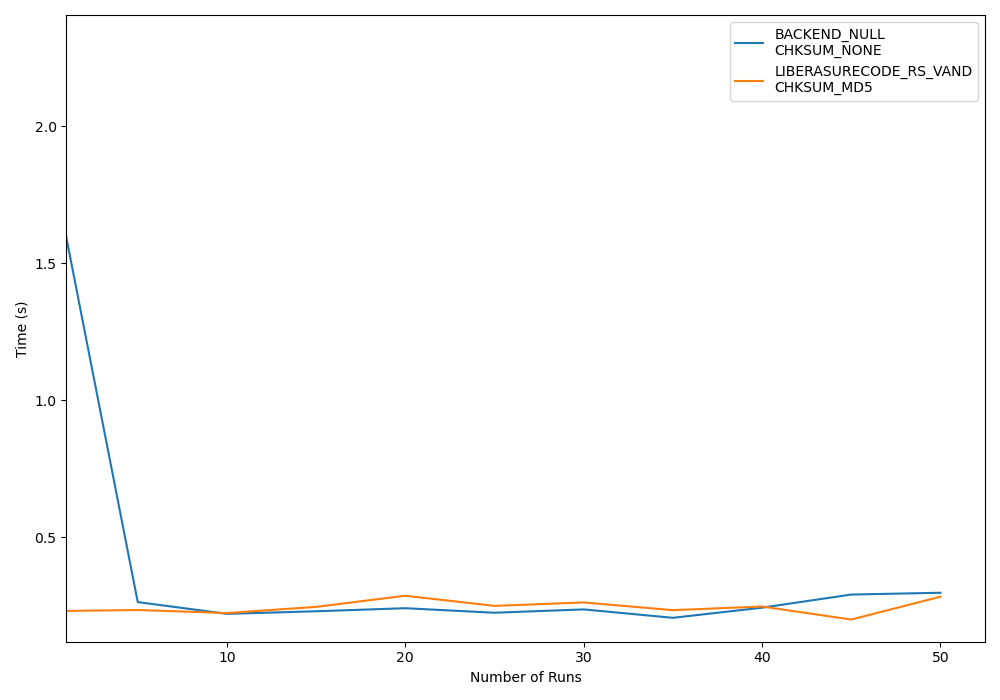 BACKEND_NULL
CHKSUM_NONE
LIBERASURECODE_RS_VAND
CHKSUM_MD5
2.0
1.5
1.0
0.5
Time (s)
10
20
30
40
50
Number of Runs